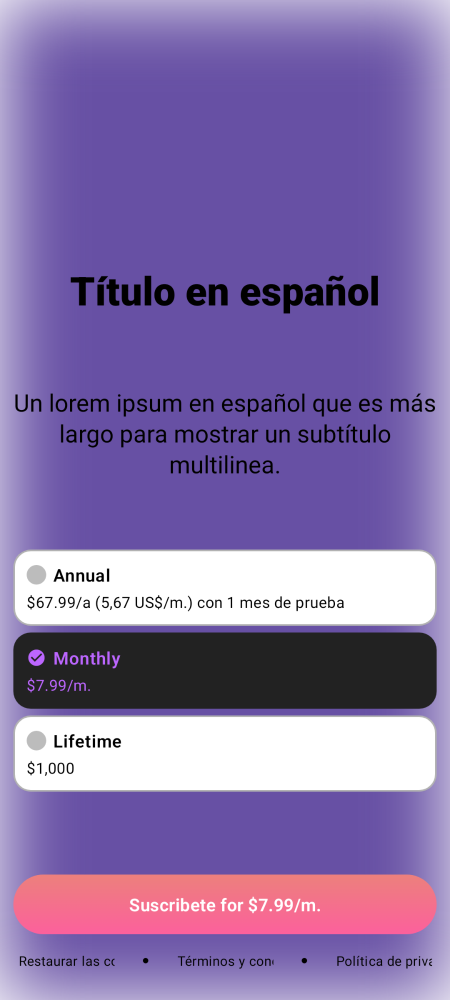 Título en español
Un lorem ipsum en español que es más
largo para mostrar un subtítulo
multilinea.
Annual
$67.99/a (5,67 US$/m.) con 1 mes de prueba
Monthly
$7.99/m.
Lifetime
$1,000
Suscribete for $7.99/m.
Restaurar las co • Términos y con • Política de priva